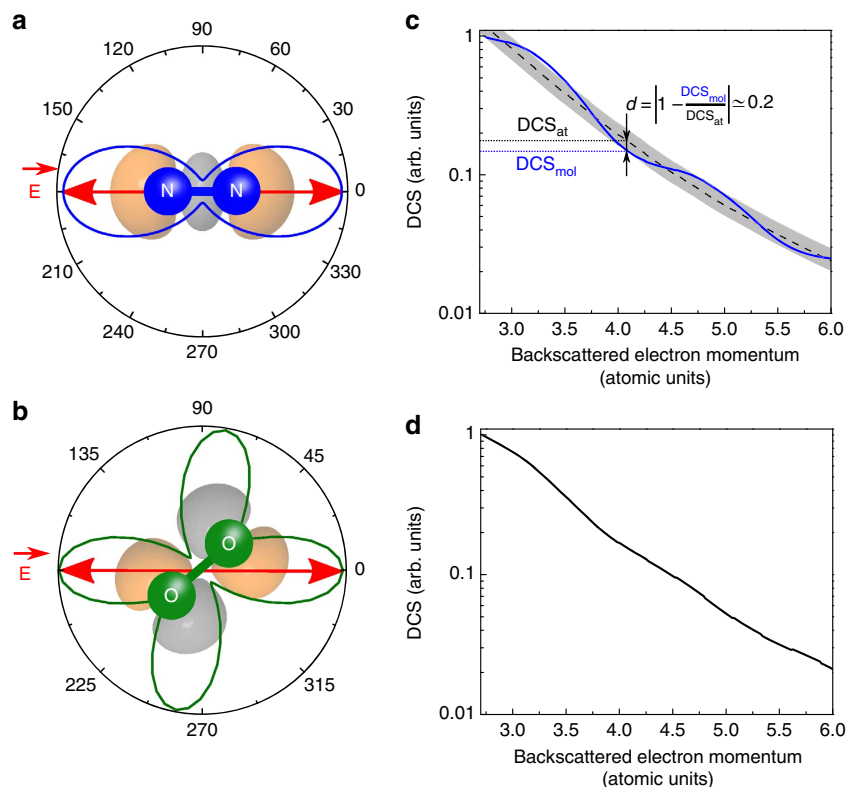 a
90
120
60
150
30
E
N
N
0
210
330
240
300
270
b
90
135
45
E
O
O
0
225
315
270
c
1
0.1
0.01
DCS (arb. units)
d = |1 − DCSmol/DCSat| ≃ 0.2
DCSat
DCSmol
3.0 3.5 4.0 4.5 5.0 5.5 6.0
Backscattered electron momentum
(atomic units)
d
1
0.1
0.01
DCS (arb. units)
3.0 3.5 4.0 4.5 5.0 5.5 6.0
Backscattered electron momentum
(atomic units)